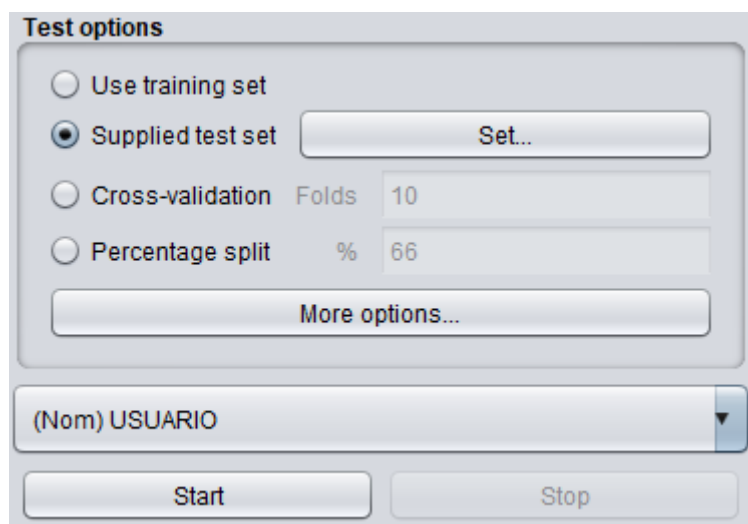 Test options
Use training set
Supplied test set Set...
Cross-validation Folds 10
Percentage split % 66
More options...
(Nom) USUARIO
Start Stop